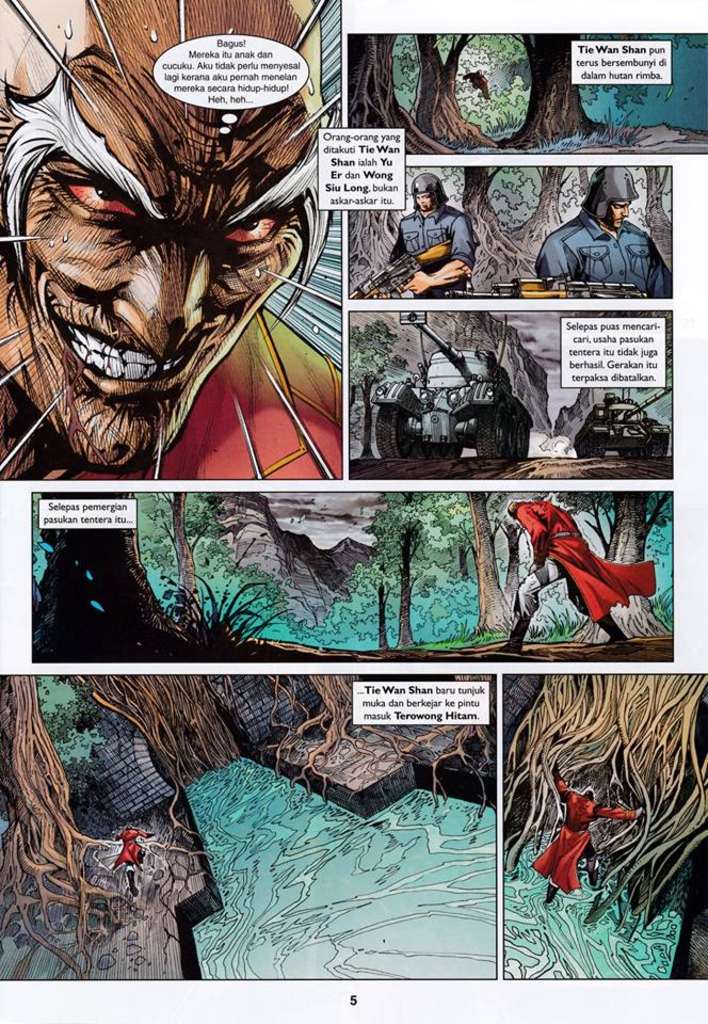 Bagus!
Mereka itu anak dan
cucuku. Aku tidak perlu menyesal
lagi kerana aku pernah menelan
mereka secara hidup-hidup!
Heh, heh...
Tie Wan Shan pun
terus bersembunyi di
dalam hutan rimba.
Orang-orang yang
ditakuti Tie Wan
Shan ialah Yu
Er dan Wong
Siu Long, bukan
askar-askar itu.
Selepas puas mencari-
cari, usaha pasukan
tentera itu tidak juga
berhasil. Gerakan itu
terpaksa dibatalkan.
Selepas pemergian
pasukan tentera itu...
...Tie Wan Shan baru tunjuk
muka dan berkejar ke pintu
masuk Terowong Hitam.
5